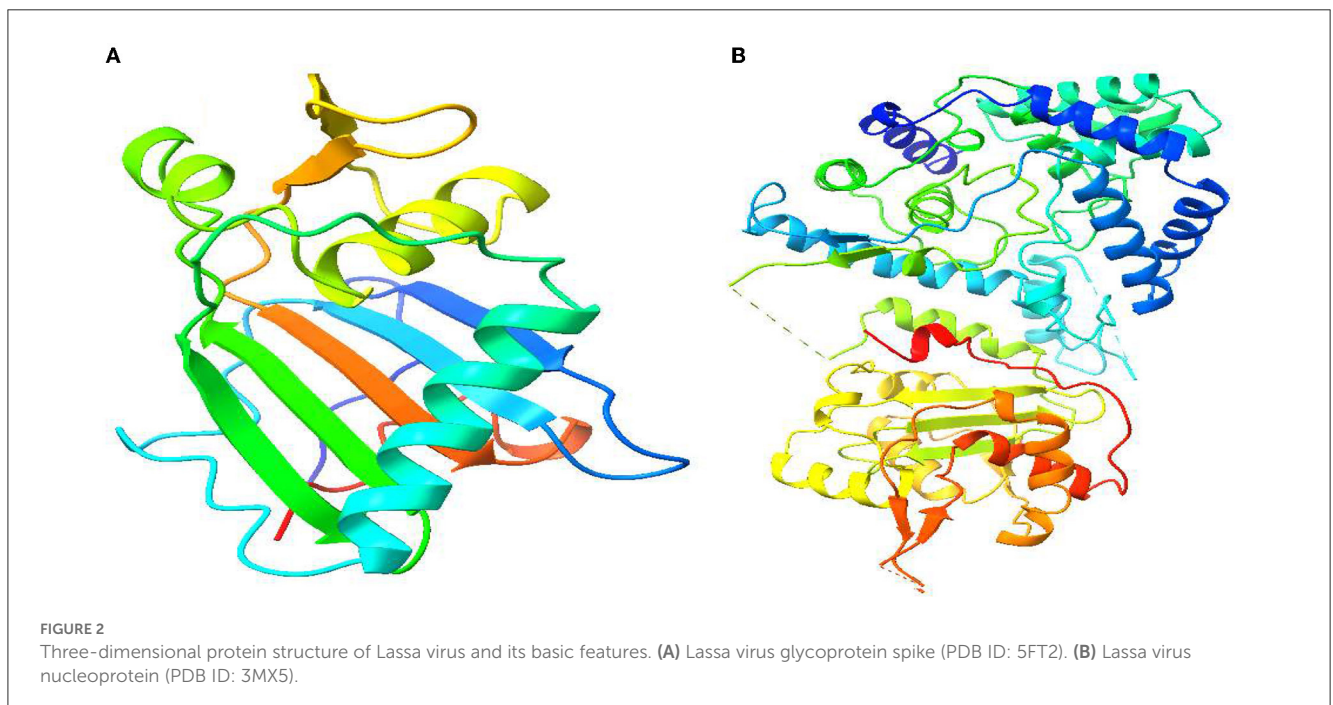 A
B
FIGURE 2
Three-dimensional protein structure of Lassa virus and its basic features. (A) Lassa virus glycoprotein spike (PDB ID: 5FT2). (B) Lassa virus
nucleoprotein (PDB ID: 3MX5).